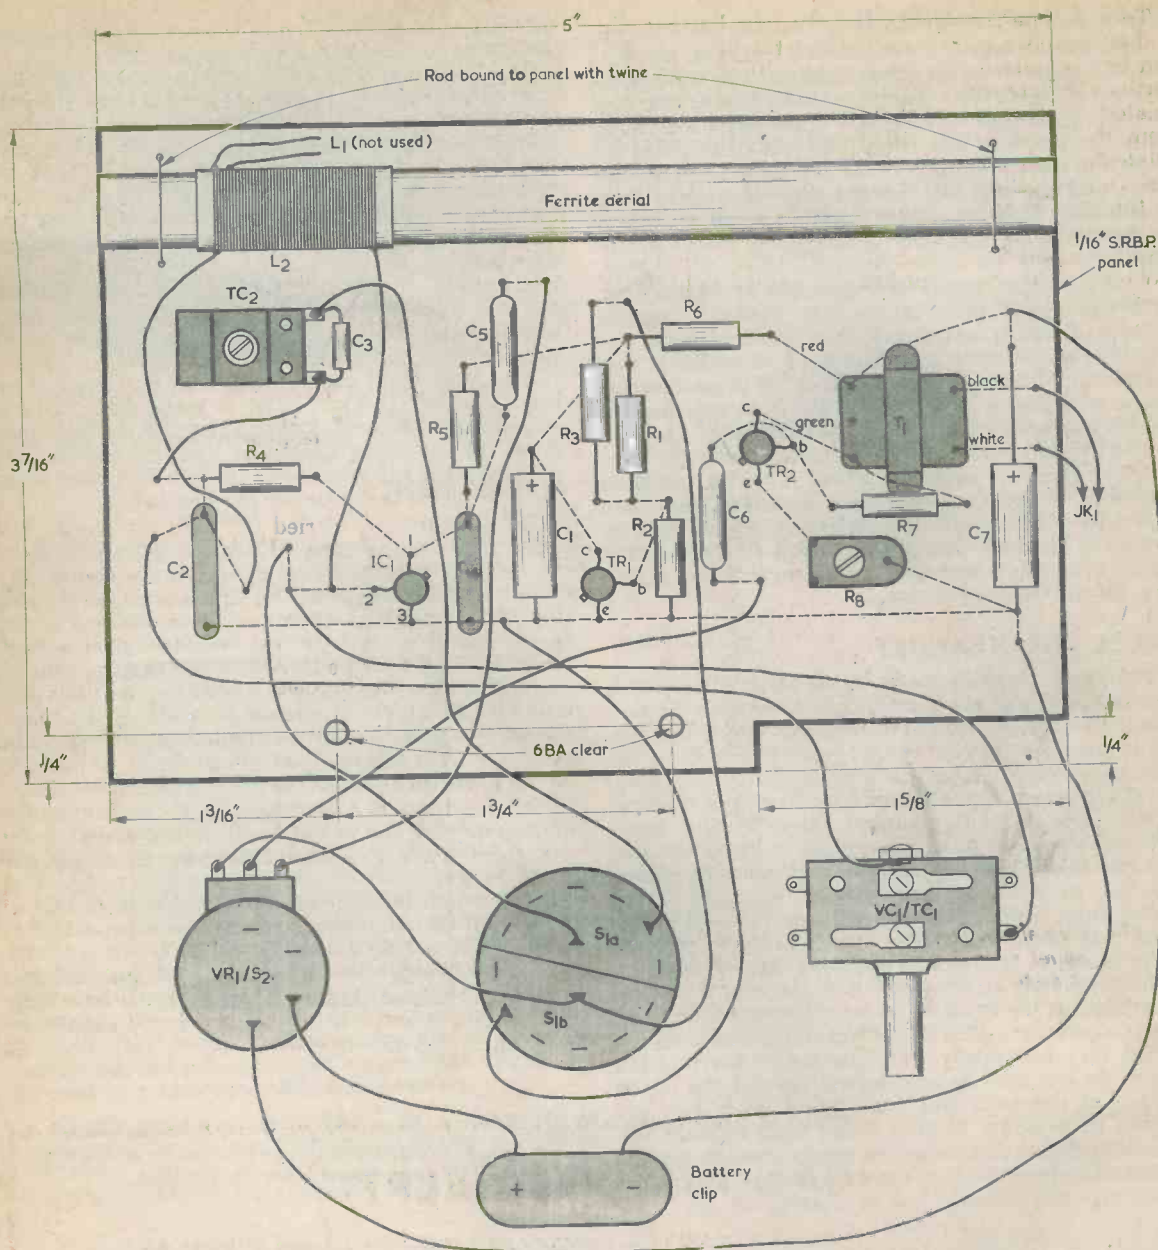 5"
Rod bound to panel with twine
L1 (not used)
Ferrite aerial
1/16" S.R.B.P.
panel
L2
TC2
C3
C5
R6
red
black
green
white
T1
R5
R3
R1
c
b
e
TR2
3 7/16"
R4
C2
IC1
1
2
3
+
C1
c
TR1
b
e
R2
C6
R7
R8
+
C7
JK1
6BA clear
1/4"
1/4"
1 3/16"
1 3/4"
1 5/8"
VR1/S2.
S1a
S1b
VC1/TC1
+
−
Battery
clip